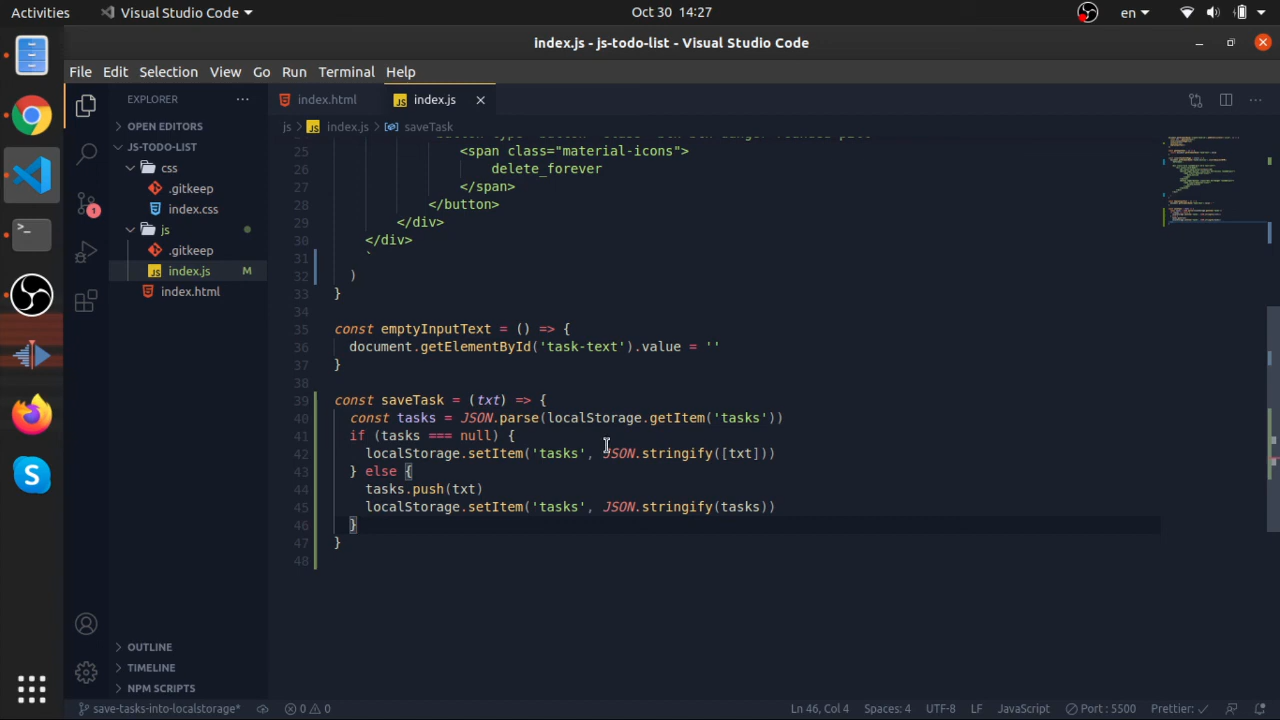 Activities
Visual Studio Code
Oct 30 14:27
en
index.js - js-todo-list - Visual Studio Code
File Edit Selection View Go Run Terminal Help
EXPLORER
OPEN EDITORS
JS-TODO-LIST
css
.gitkeep
index.css
js
.gitkeep
index.js M
index.html
OUTLINE
TIMELINE
NPM SCRIPTS
1
index.html
JS index.js
js > JS index.js > saveTask
25 <span class="material-icons">
26 delete_forever
27 </span>
28 </button>
29 </div>
30 </div>
31 `
32 )
33 }
34
35 const emptyInputText = () => {
36 document.getElementById('task-text').value = ''
37 }
38
39 const saveTask = (txt) => {
40 const tasks = JSON.parse(localStorage.getItem('tasks'))
41 if (tasks === null) {
42 localStorage.setItem('tasks', JSON.stringify([txt]))
43 } else {
44 tasks.push(txt)
45 localStorage.setItem('tasks', JSON.stringify(tasks))
46 }
47 }
48
save-tasks-into-localstorage* 0 0 Ln 46, Col 4 Spaces: 4 UTF-8 LF JavaScript Port : 5500 Prettier: ✓